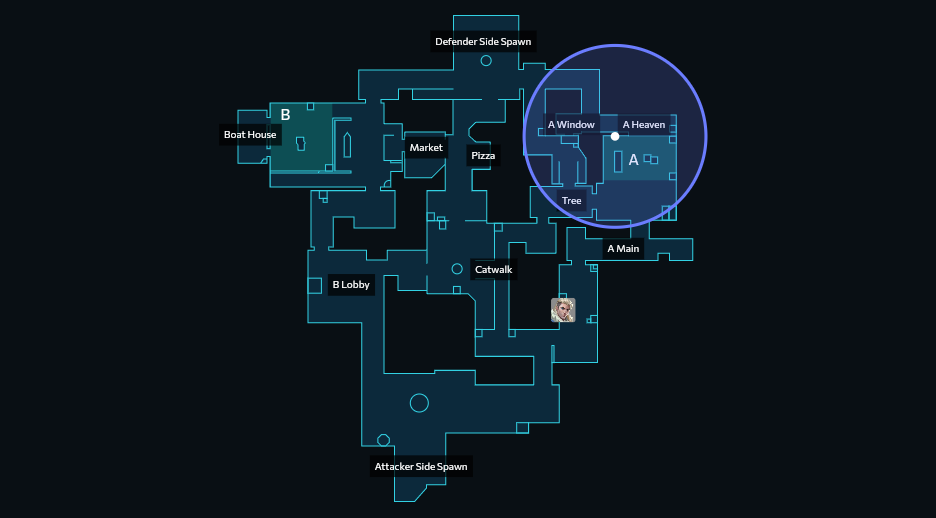 Defender Side Spawn
B
Boat House
A Window
A Heaven
Market
Pizza
A
Tree
A Main
Catwalk
B Lobby
Attacker Side Spawn